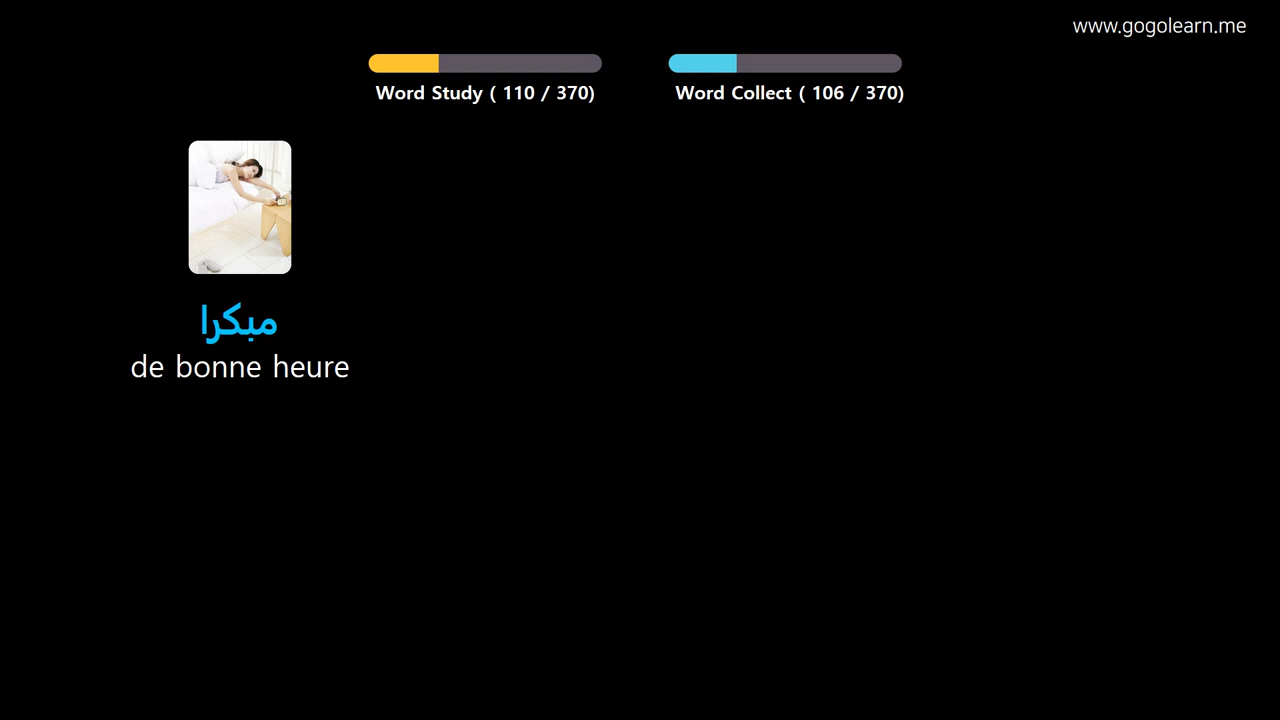 www.gogolearn.me
Word Study ( 110 / 370)
Word Collect ( 106 / 370)
مبكرا
de bonne heure